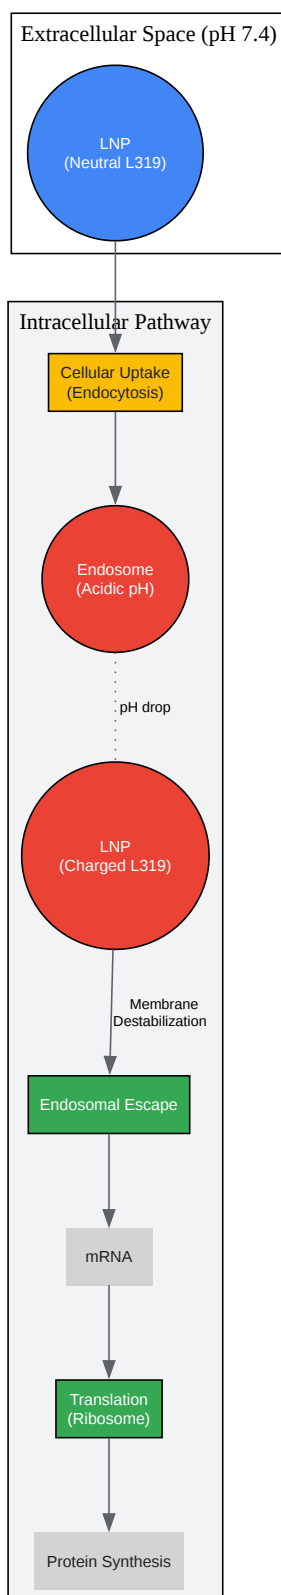 Extracellular Space (pH 7.4)
LNP
(Neutral L319)
Intracellular Pathway
Cellular Uptake
(Endocytosis)
Endosome
(Acidic pH)
pH drop
LNP
(Charged L319)
Membrane
Destabilization
Endosomal Escape
mRNA
Translation
(Ribosome)
Protein Synthesis